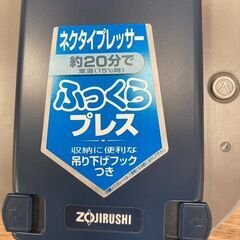 ネクタイプレッサー
約20分で
室温(15℃時)
ふっくら
プレス
収納に便利な
吊り下げフック
つき
ZOJIRUSHI